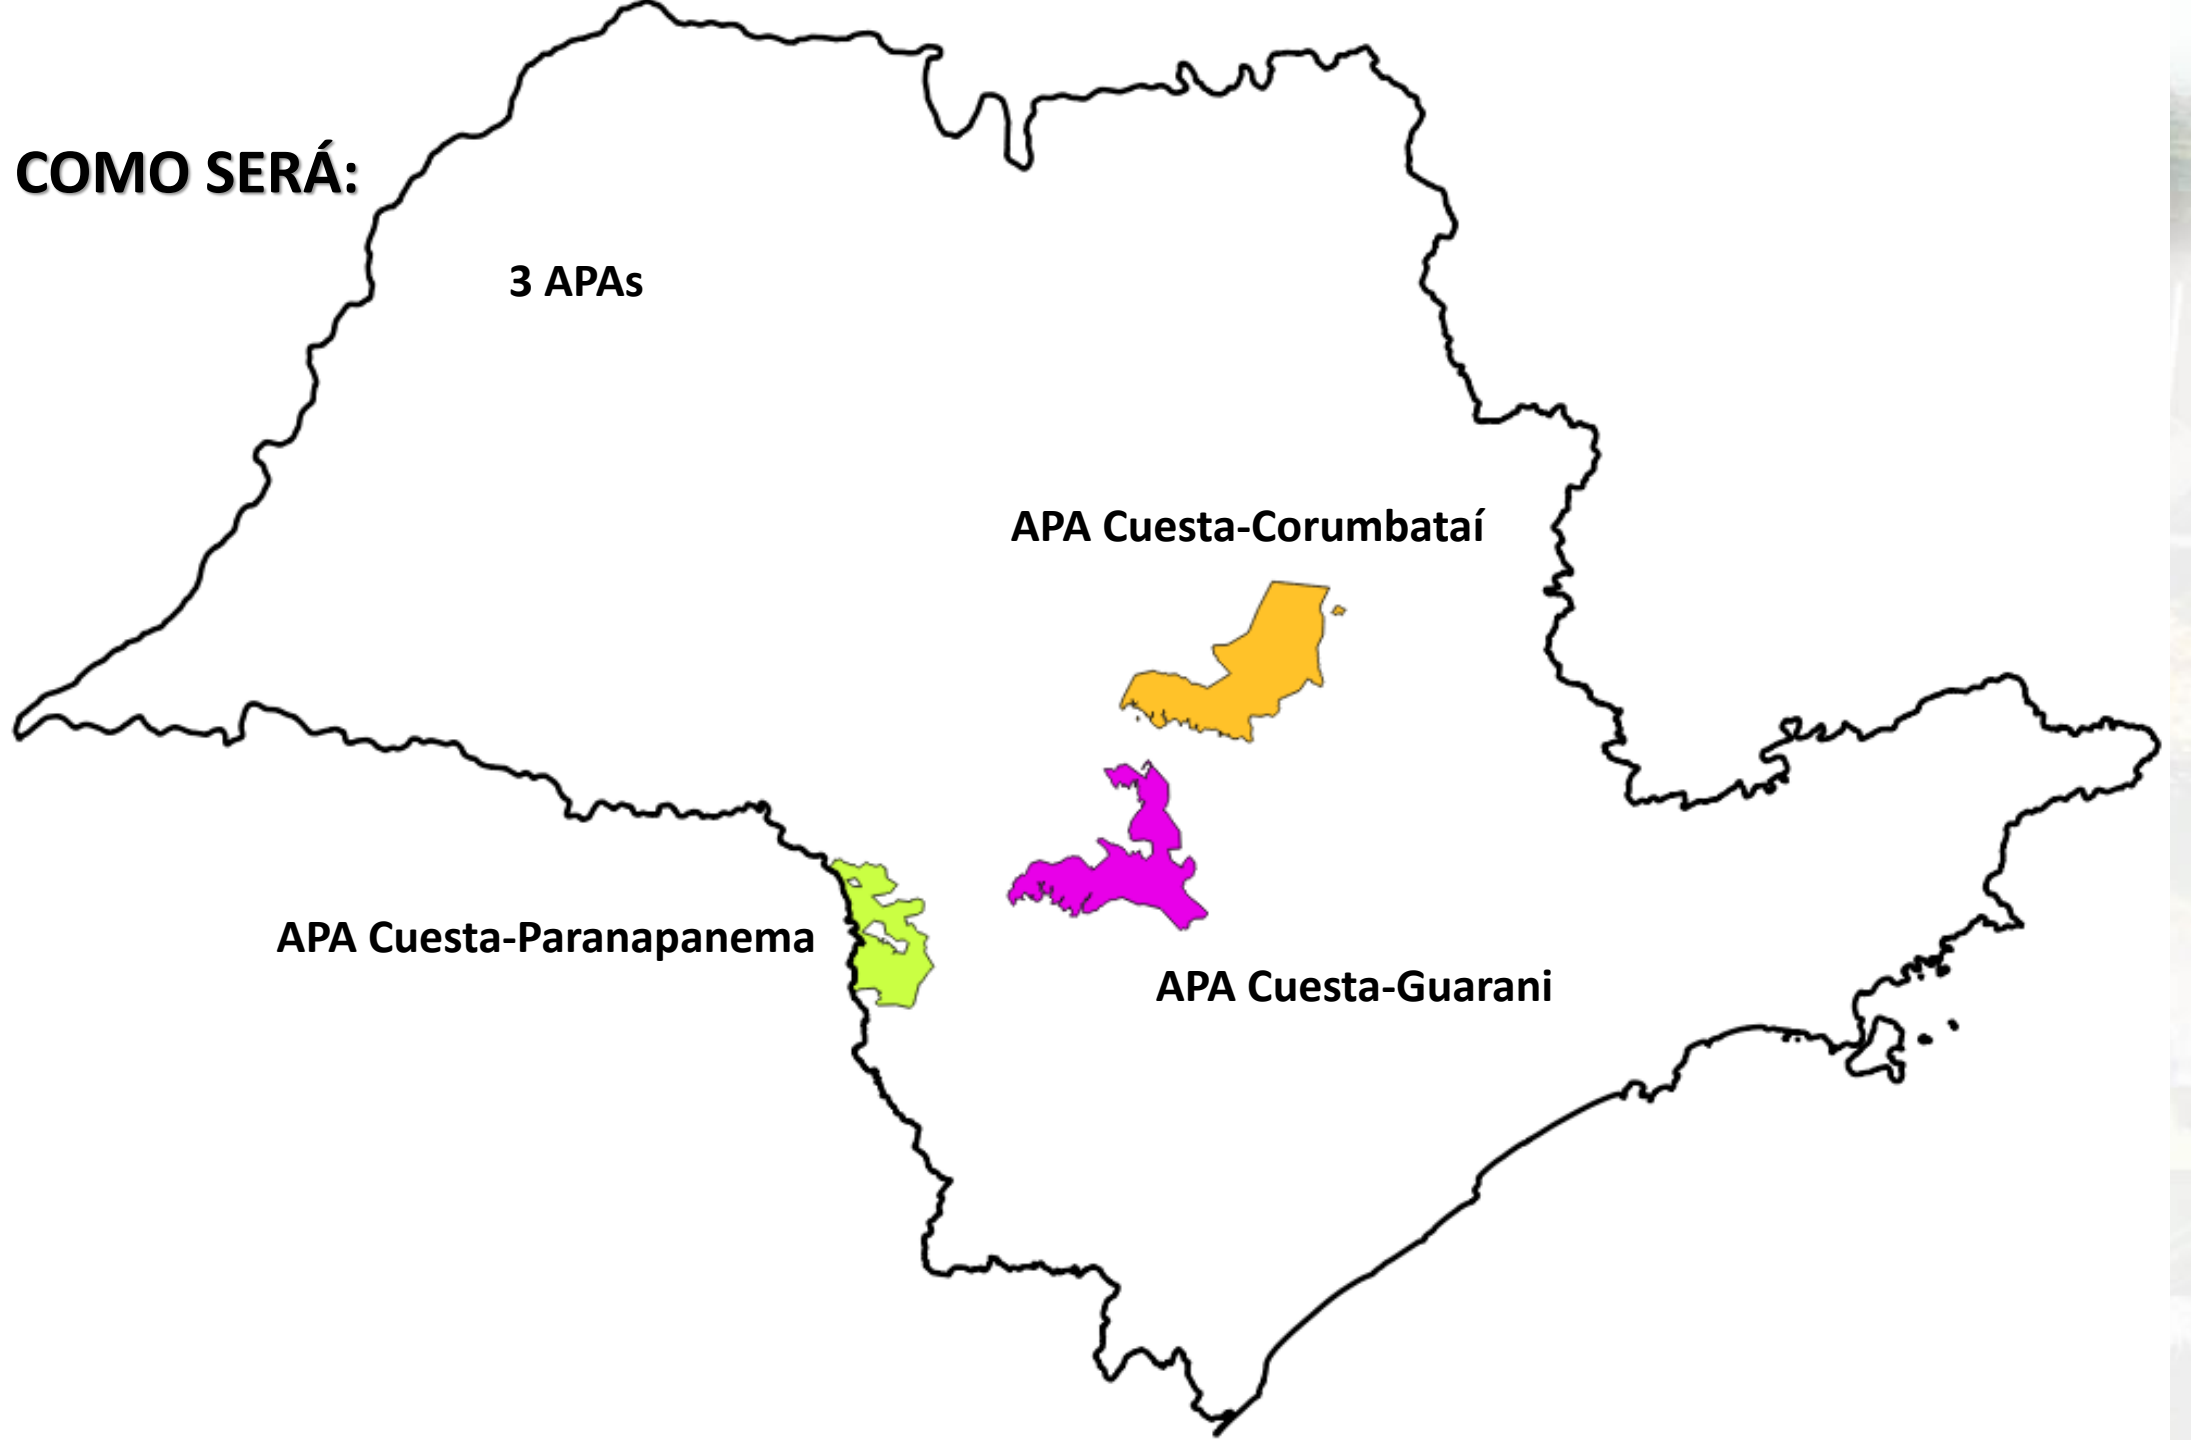 COMO SERÁ:
3 APAs
APA Cuesta-Corumbataí
APA Cuesta-Paranapanema
APA Cuesta-Guarani